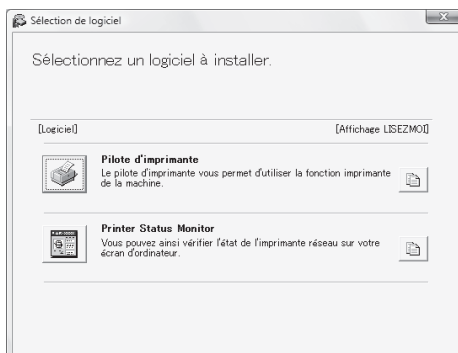 Sélection de logiciel
Sélectionnez un logiciel à installer.
[Logiciel] [Affichage LISEZMOI]
Pilote d'imprimante
Le pilote d'imprimante vous permet d'utiliser la fonction imprimante
de la machine.
Printer Status Monitor
Vous pouvez ainsi vérifier l'état de l'imprimante réseau sur votre
écran d'ordinateur.